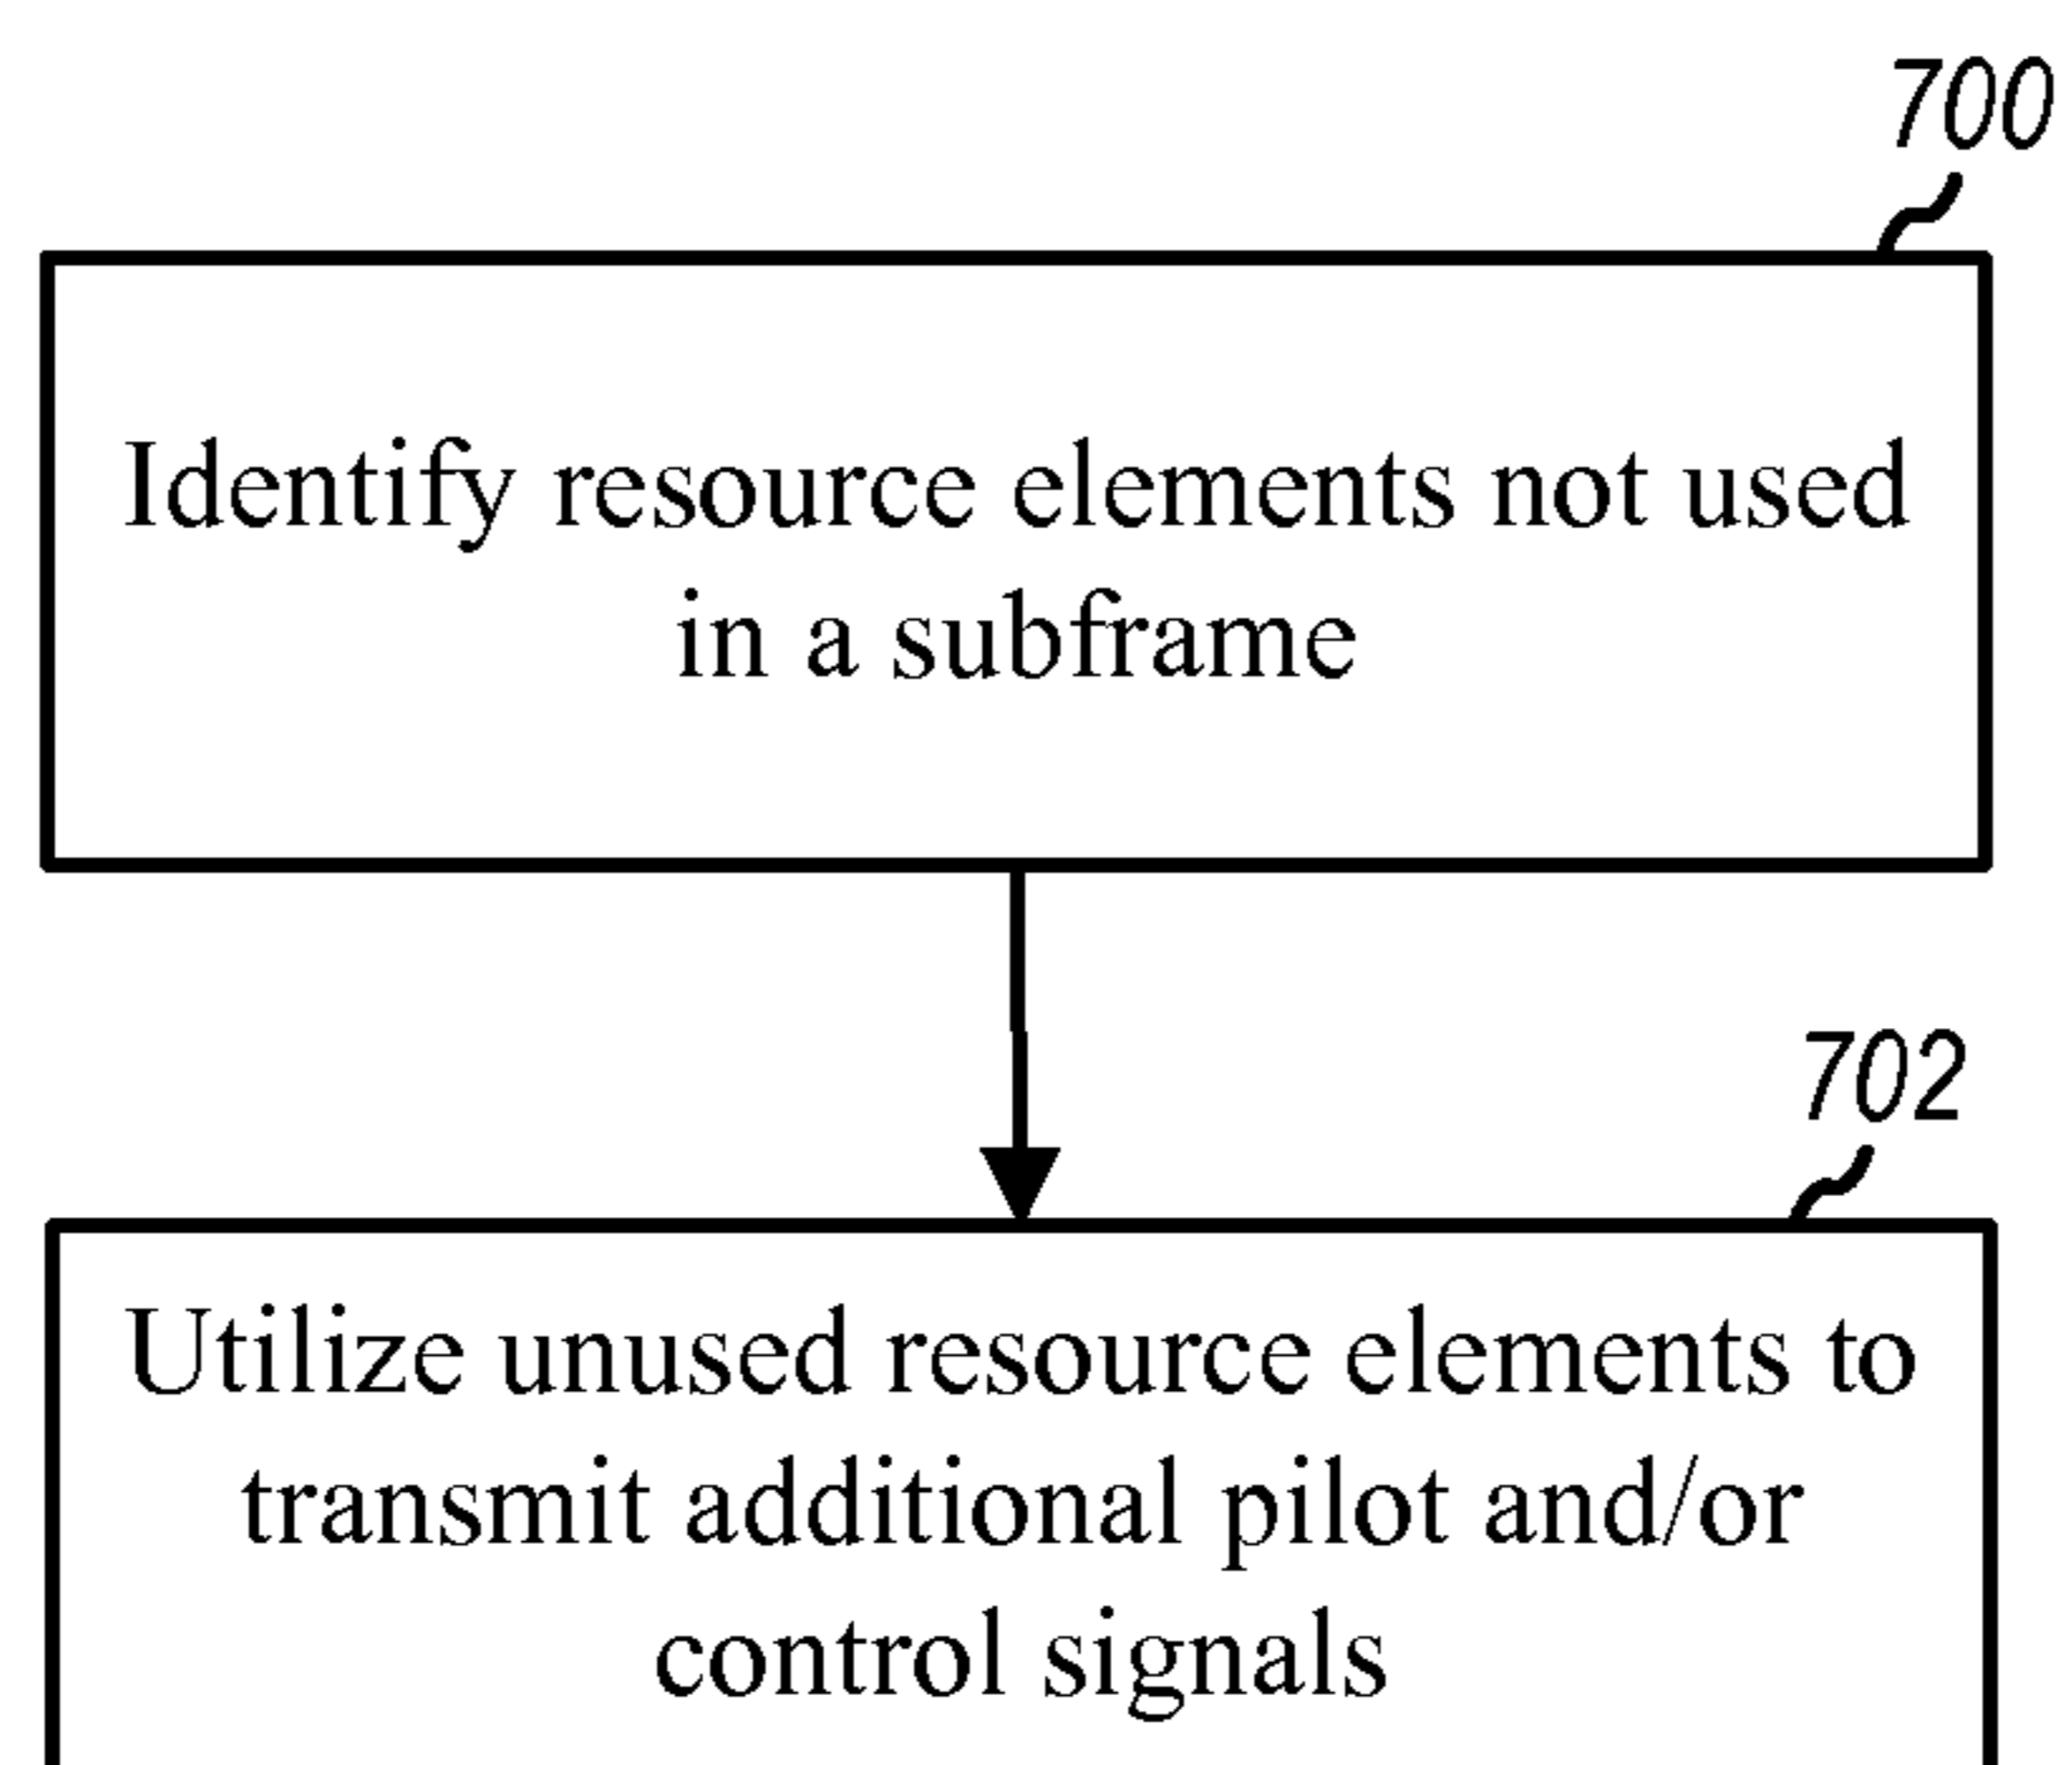 700
Identify resource elements not used
in a subframe
702
Utilize unused resource elements to
transmit additional pilot and/or
control signals